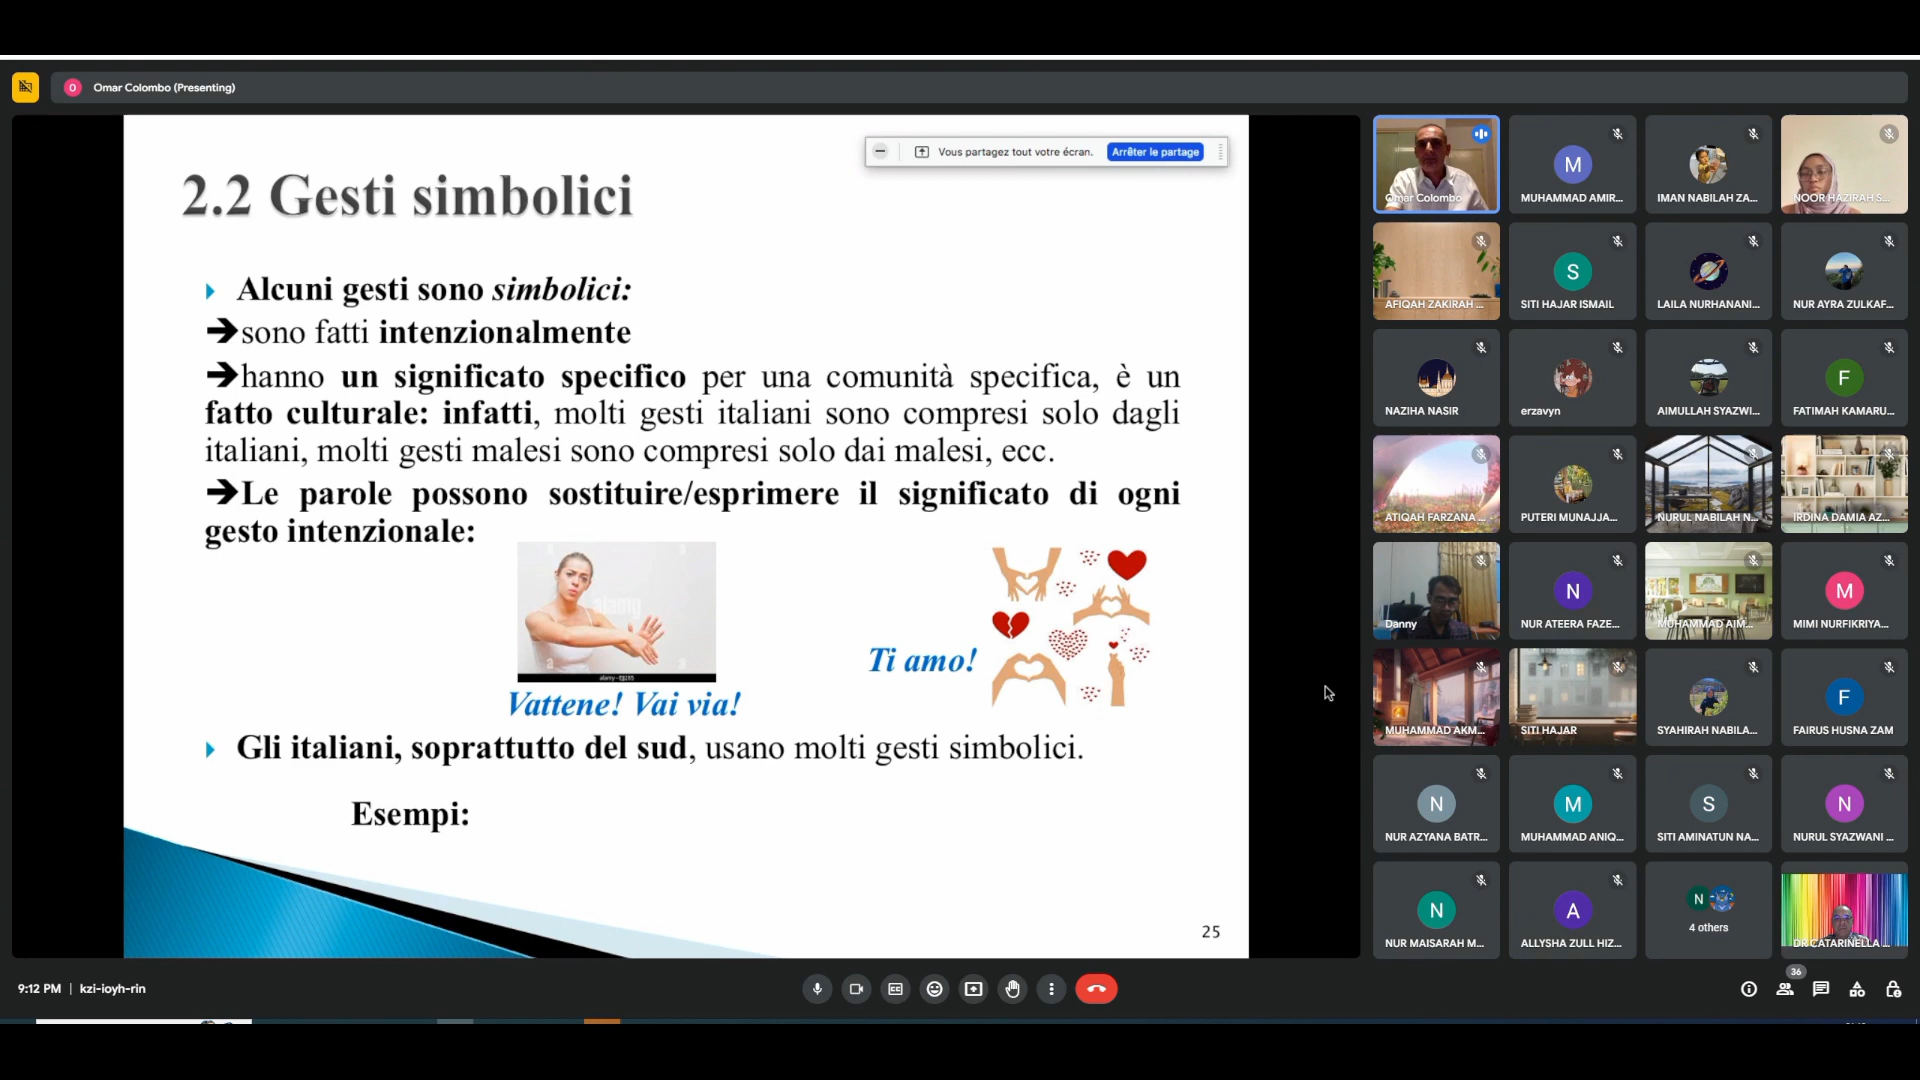 Omar Colombo (Presenting)
Vous partagez tout votre écran.
Arrêter le partage
2.2 Gesti simbolici
Alcuni gesti sono simbolici:
➔sono fatti intenzionalmente
➔hanno un significato specifico per una comunità specifica, è un
fatto culturale: infatti, molti gesti italiani sono compresi solo dagli
italiani, molti gesti malesi sono compresi solo dai malesi, ecc.
➔Le parole possono sostituire/esprimere il significato di ogni
gesto intenzionale:
alamy
Ti amo!
Vattene! Vai via!
Gli italiani, soprattutto del sud, usano molti gesti simbolici.
Esempi:
25
Omar Colombo
M
MUHAMMAD AMIR...
IMAN NABILAH ZA...
NOOR HAZIRAH S...
AFIQAH ZAKIRAH ...
S
SITI HAJAR ISMAIL
LAILA NURHANANI...
NUR AYRA ZULKAF...
NAZIHA NASIR
erzavyn
AIMULLAH SYAZWI...
F
FATIMAH KAMARU...
ATIQAH FARZANA ...
PUTERI MUNAJJA...
NURUL NABILAH N...
IRDINA DAMIA AZ...
Danny
N
NUR ATEERA FAZE...
MUHAMMAD AIM...
M
MIMI NURFIKRIYA...
MUHAMMAD AKM...
SITI HAJAR
SYAHIRAH NABILA...
F
FAIRUS HUSNA ZAM
N
NUR AZYANA BATR...
M
MUHAMMAD ANIQ...
S
SITI AMINATUN NA...
N
NURUL SYAZWANI ...
N
NUR MAISARAH M...
A
ALLYSHA ZULL HIZ...
N
4 others
DR CATARINELLA ...
9:12 PM | kzi-ioyh-rin
36